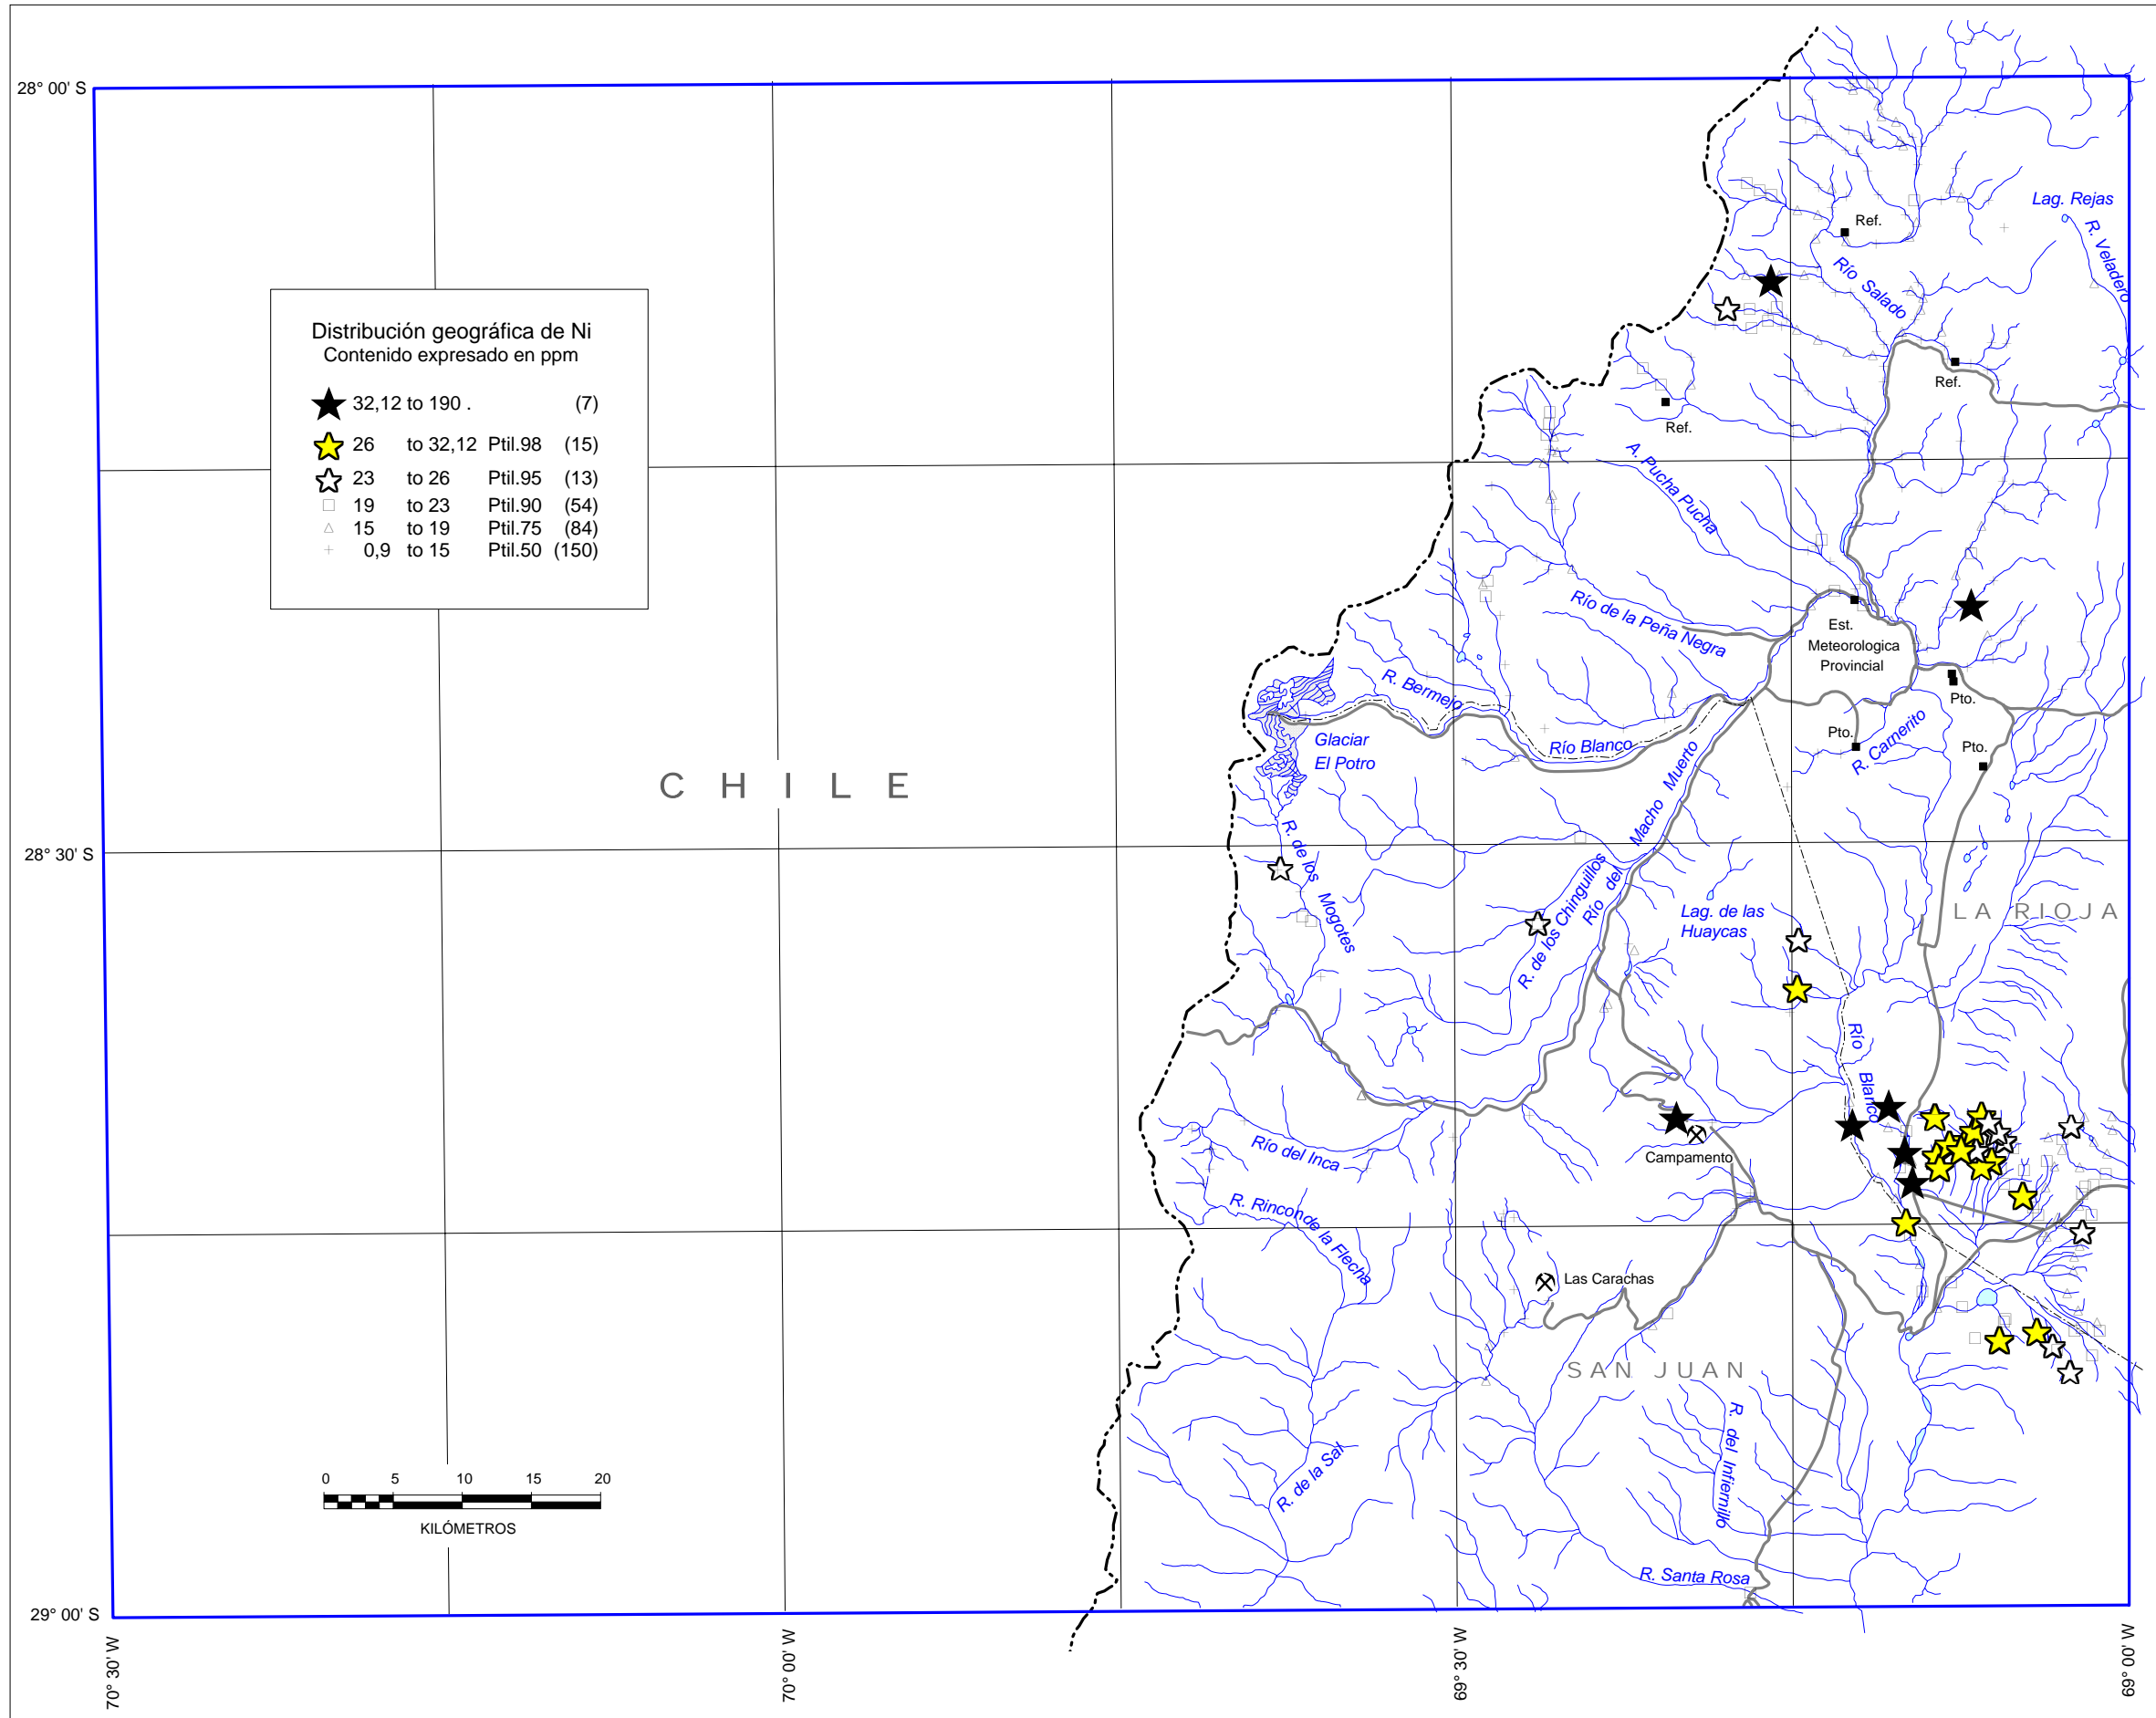 28° 00' S
Lag. Rejas
R. Veladero
Ref.
Río Salado
Distribución geográfica de Ni
Contenido expresado en ppm
32,12 to 190 . (7)
26 to 32,12 Ptil.98 (15)
23 to 26 Ptil.95 (13)
19 to 23 Ptil.90 (54)
15 to 19 Ptil.75 (84)
0,9 to 15 Ptil.50 (150)
Ref.
Ref.
A. Pucha Pucha
Río de la Peña Negra
Est.
Meteorologica
Provincial
R. Bermejo
Pto.
Glaciar
El Potro
Río Blanco
Pto.
R. Carnerito
Pto.
C H I L E
28° 30' S
R. de los Mogotes
R. de los Chinguillos
Río del Macho Muerto
Lag. de las
Huaycas
LA RIOJA
Río Blanco
Campamento
Río del Inca
R. Rincon de la Flecha
Las Carachas
SAN JUAN
R. de la Sal
R. del Infiernillo
R. Santa Rosa
0 5 10 15 20
KILÓMETROS
29° 00' S
70° 30' W
70° 00' W
69° 30' W
69° 00' W